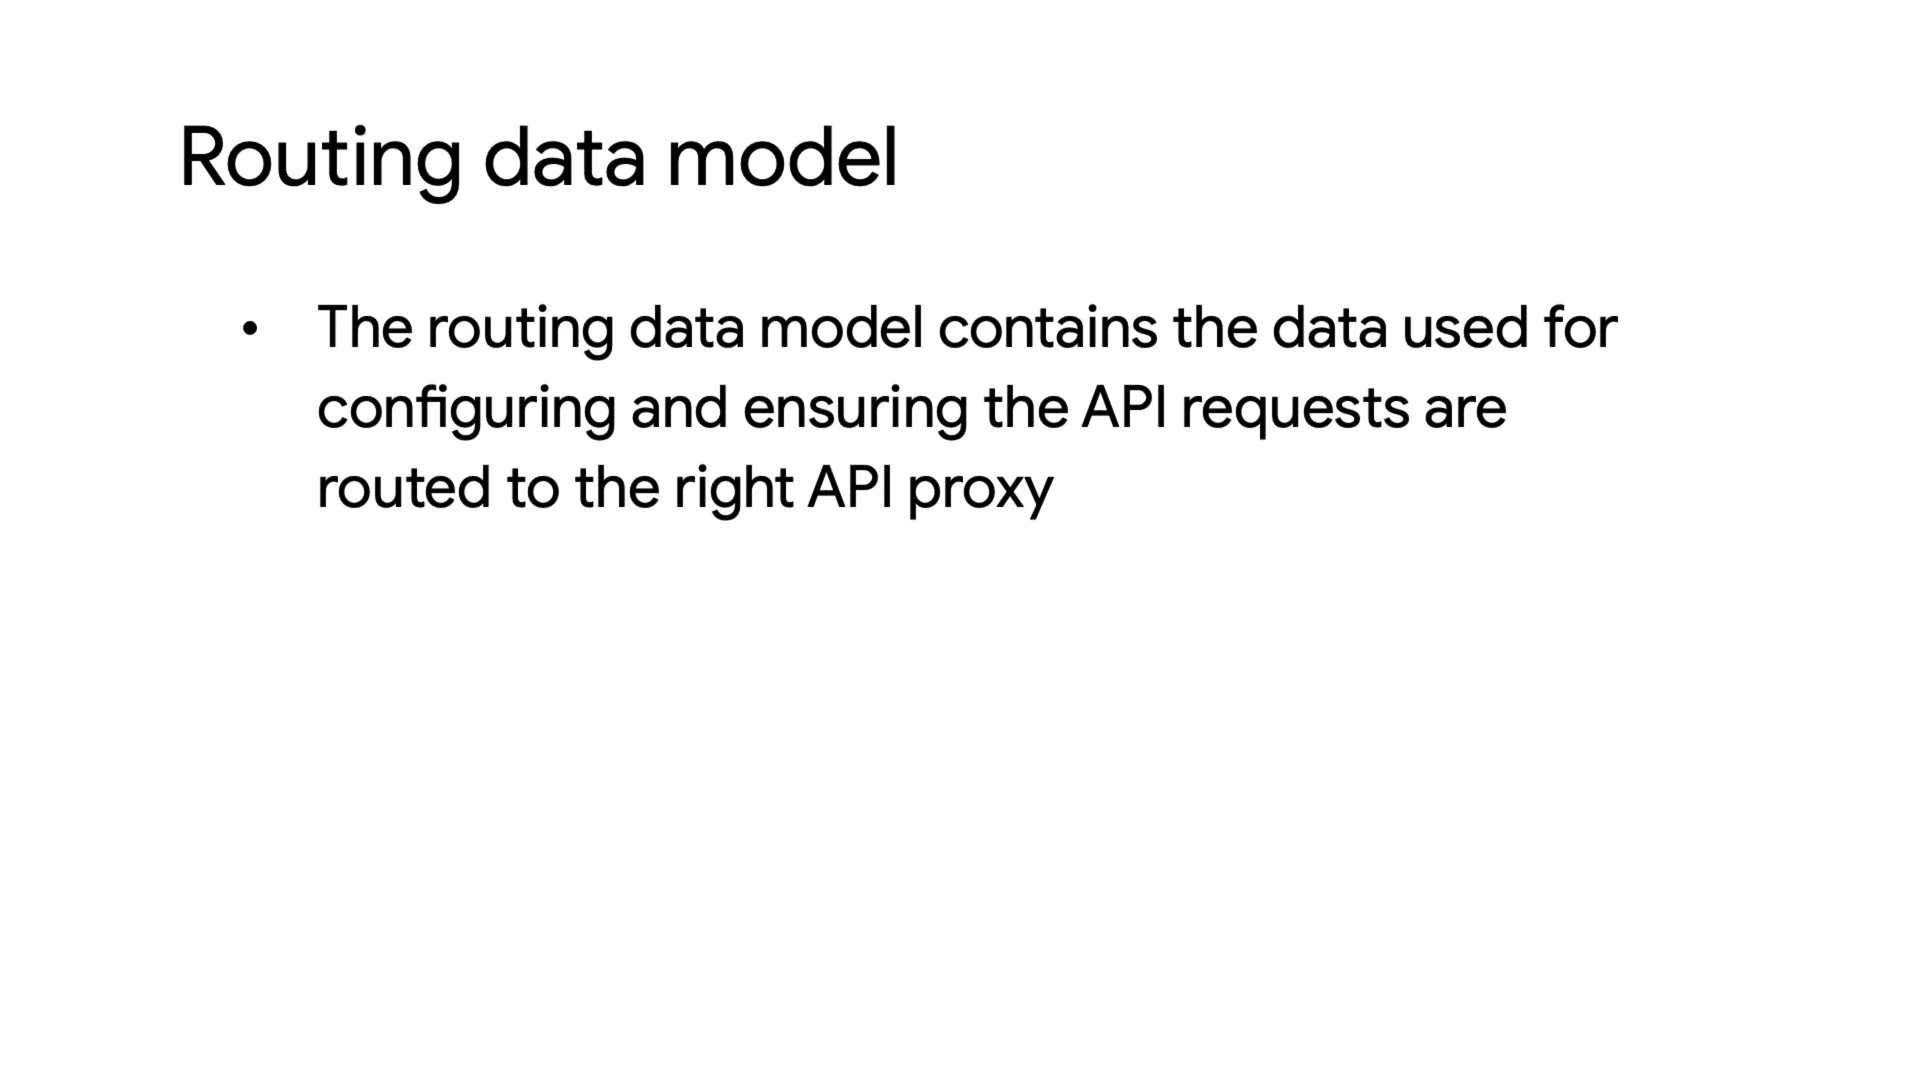 Routing data model
• The routing data model contains the data used for
configuring and ensuring the API requests are
routed to the right API proxy